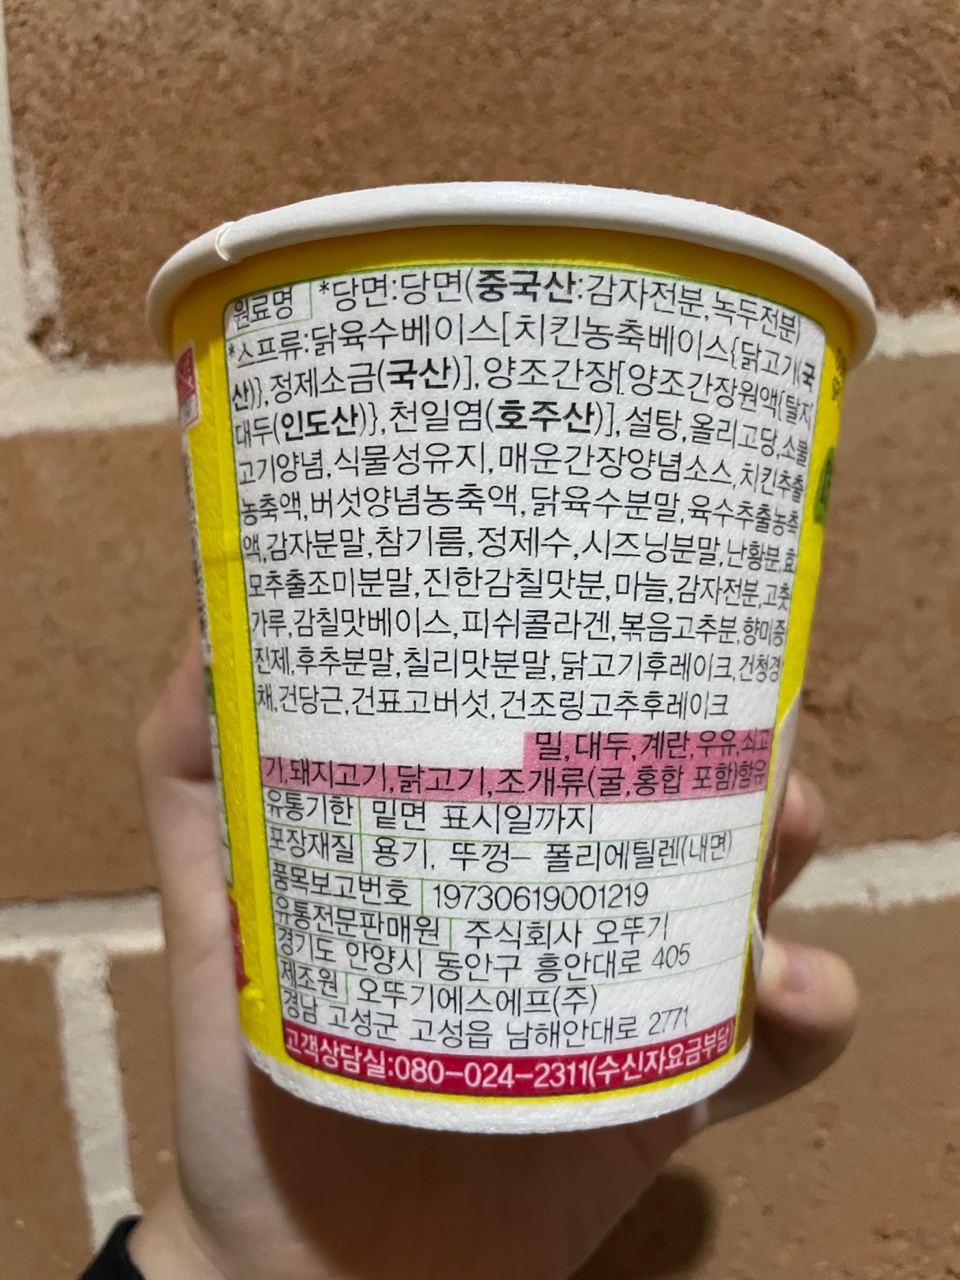 원료명 *당면:당면(중국산:감자전분,녹두전분)
*스프류:닭육수베이스[치킨농축베이스{닭고기(국
산)},정제소금(국산)],양조간장[양조간장원액{탈지
대두(인도산)},천일염(호주산)],설탕,올리고당,소불
고기양념,식물성유지,매운간장양념소스,치킨추출
농축액,버섯양념농축액,닭육수분말,육수추출농축
액,감자분말,참기름,정제수,시즈닝분말,난황분,효
모추출조미분말,진한감칠맛분,마늘,감자전분,고춧
가루,감칠맛베이스,피쉬콜라겐,볶음고추분,향미증
진제,후추분말,칠리맛분말,닭고기후레이크,건청경
채,건당근,건표고버섯,건조링고추후레이크
밀,대두,계란,우유,쇠고
기,돼지고기,닭고기,조개류(굴,홍합 포함)함유
유통기한 밑면 표시일까지
포장재질 용기, 뚜껑– 폴리에틸렌(내면)
품목보고번호 19730619001219
유통전문판매원 주식회사 오뚜기
경기도 안양시 동안구 흥안대로 405
제조원 오뚜기에스에프(주)
경남 고성군 고성읍 남해안대로 2771
고객상담실:080–024–2311(수신자요금부담)